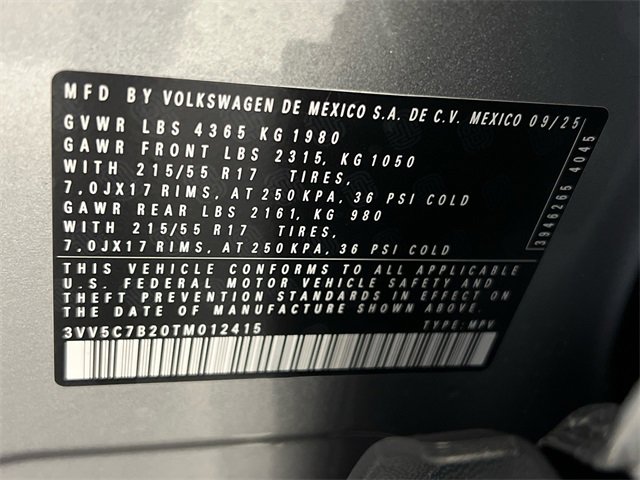 MFD BY VOLKSWAGEN DE MEXICO S.A. DE C.V. MEXICO 09/25
GVWR LBS 4365 KG 1980
GAWR FRONT LBS 2315, KG 1050
WITH 215/55 R17 TIRES,
7.0JX17 RIMS, AT 250 KPA, 36 PSI COLD
GAWR REAR LBS 2161, KG 980
WITH 215/55 R17 TIRES,
7.0JX17 RIMS, AT 250 KPA, 36 PSI COLD
THIS VEHICLE CONFORMS TO ALL APPLICABLE
U.S. FEDERAL MOTOR VEHICLE SAFETY AND
THEFT PREVENTION STANDARDS IN EFFECT ON
THE DATE OF MANUFACTURE SHOWN ABOVE.
3VV5C7B20TM012415 TYPE: MPV
3946265 4045